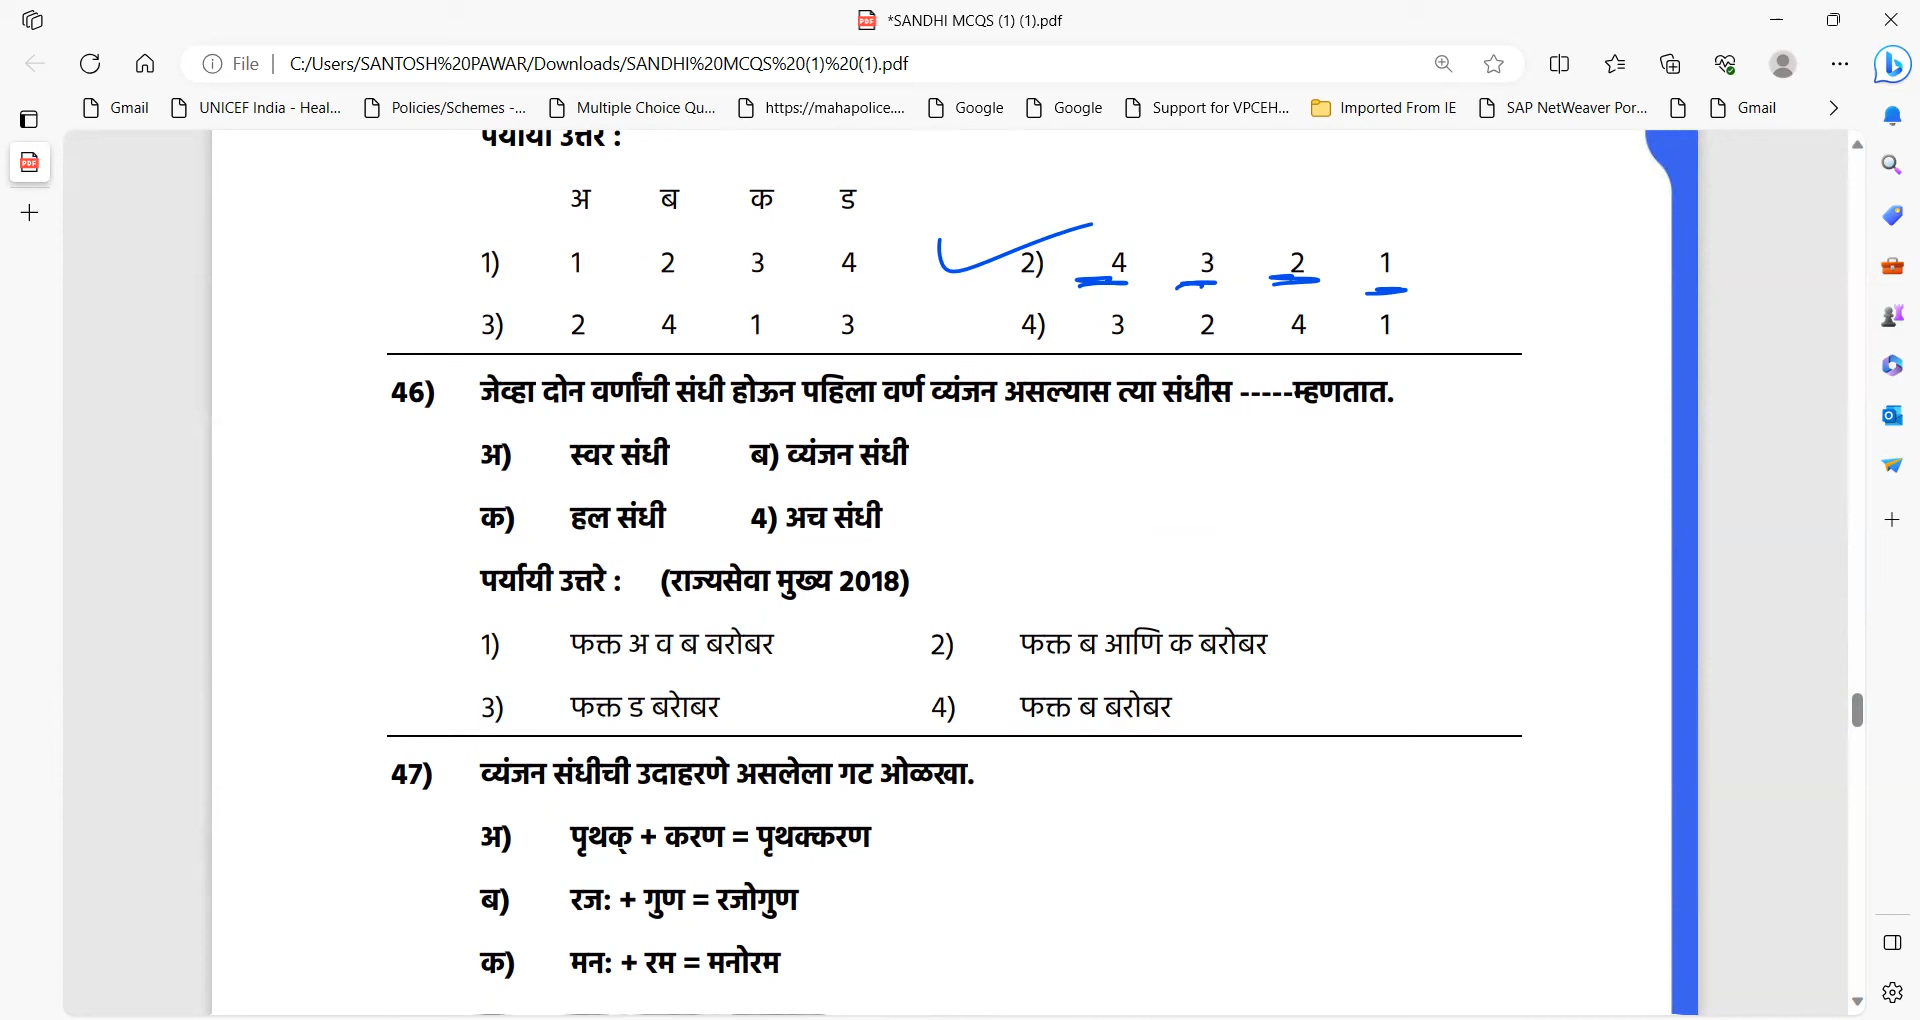 *SANDHI MCQS (1) (1).pdf
File C:/Users/SANTOSH%20PAWAR/Downloads/SANDHI%20MCQS%20(1)%20(1).pdf
Gmail UNICEF India - Heal... Policies/Schemes -... Multiple Choice Qu... https://mahapolice.... Google Google Support for VPCEH... Imported From IE SAP NetWeaver Por... Gmail
पर्यायी उत्तरे :
अ ब क ड
1) 1 2 3 4 2) 4 3 2 1
3) 2 4 1 3 4) 3 2 4 1
46) जेव्हा दोन वर्णांची संधी होऊन पहिला वर्ण व्यंजन असल्यास त्या संधीस -----म्हणतात.
अ) स्वर संधी ब) व्यंजन संधी
क) हल संधी 4) अच संधी
पर्यायी उत्तरे : (राज्यसेवा मुख्य 2018)
1) फक्त अ व ब बरोबर 2) फक्त ब आणि क बरोबर
3) फक्त ड बरोबर 4) फक्त ब बरोबर
47) व्यंजन संधीची उदाहरणे असलेला गट ओळखा.
अ) पृथक् + करण = पृथक्करण
ब) रज: + गुण = रजोगुण
क) मन: + रम = मनोरम